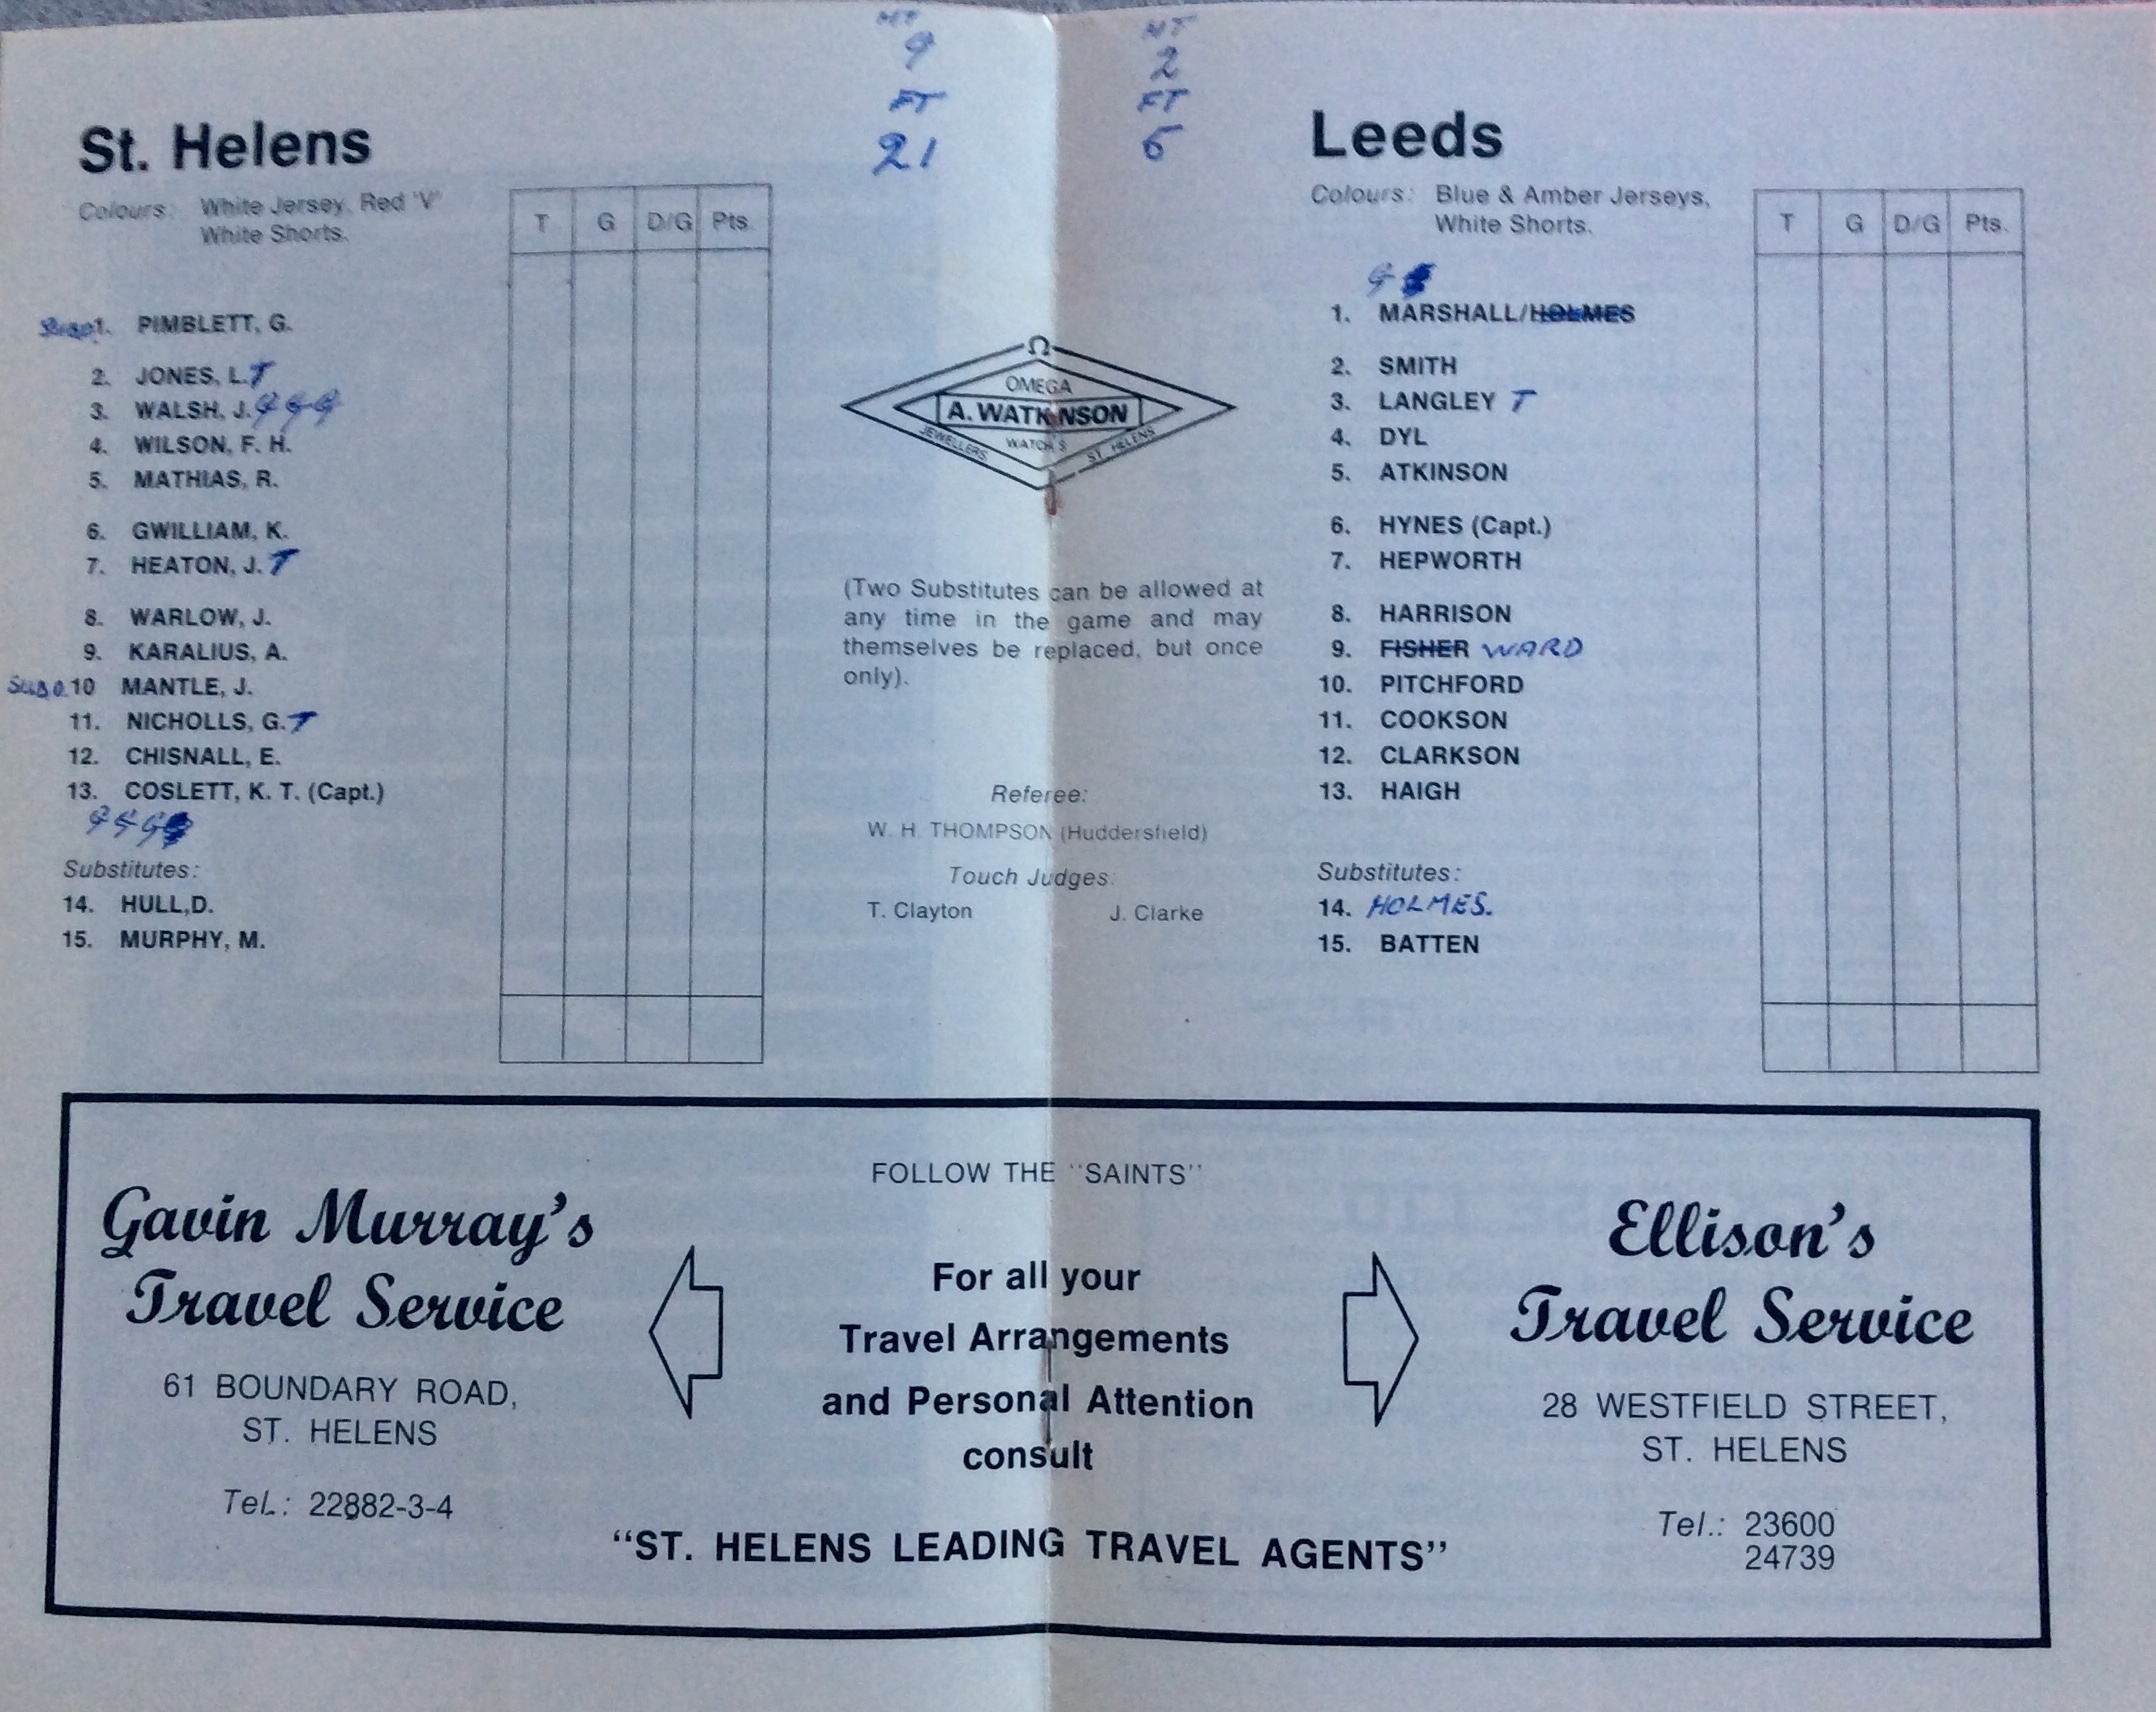 HT
9
FT
21
HT
2
FT
5
St. Helens
Colours: White Jersey, Red 'V'
White Shorts.
T G D/G Pts.
1. PIMBLETT, G.
2. JONES, L. T
3. WALSH, J. G G G
4. WILSON, F. H.
5. MATHIAS, R.
6. GWILLIAM, K.
7. HEATON, J. T
8. WARLOW, J.
9. KARALIUS, A.
10 MANTLE, J.
11. NICHOLLS, G. T
12. CHISNALL, E.
13. COSLETT, K. T. (Capt.)
G G G
Substitutes:
14. HULL,D.
15. MURPHY, M.
Ω
OMEGA
A. WATKINSON
JEWELLERS WATCH'S ST. HELENS
(Two Substitutes can be allowed at
any time in the game and may
themselves be replaced, but once
only).
Referee:
W. H. THOMPSON (Huddersfield)
Touch Judges:
T. Clayton J. Clarke
Leeds
Colours: Blue & Amber Jerseys,
White Shorts.
T G D/G Pts.
G
1. MARSHALL/HOLMES
2. SMITH
3. LANGLEY T
4. DYL
5. ATKINSON
6. HYNES (Capt.)
7. HEPWORTH
8. HARRISON
9. FISHER WARD
10. PITCHFORD
11. COOKSON
12. CLARKSON
13. HAIGH
Substitutes:
14. HOLMES.
15. BATTEN
Gavin Murray's
Travel Service
61 BOUNDARY ROAD,
ST. HELENS
Tel.: 22882-3-4
FOLLOW THE "SAINTS"
For all your
Travel Arrangements
and Personal Attention
consult
"ST. HELENS LEADING TRAVEL AGENTS"
Ellison's
Travel Service
28 WESTFIELD STREET,
ST. HELENS
Tel.: 23600
24739